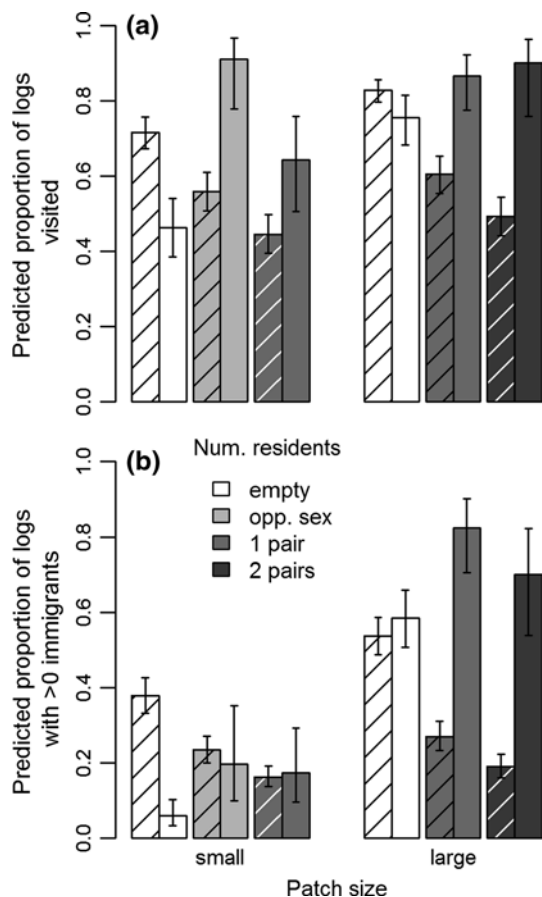 (a)
Predicted proportion of logs
visited
1.0
0.8
0.6
0.4
0.2
0.0
(b)
Num. residents
empty
opp. sex
1 pair
2 pairs
Predicted proportion of logs
with >0 immigrants
1.0
0.8
0.6
0.4
0.2
0.0
small
large
Patch size